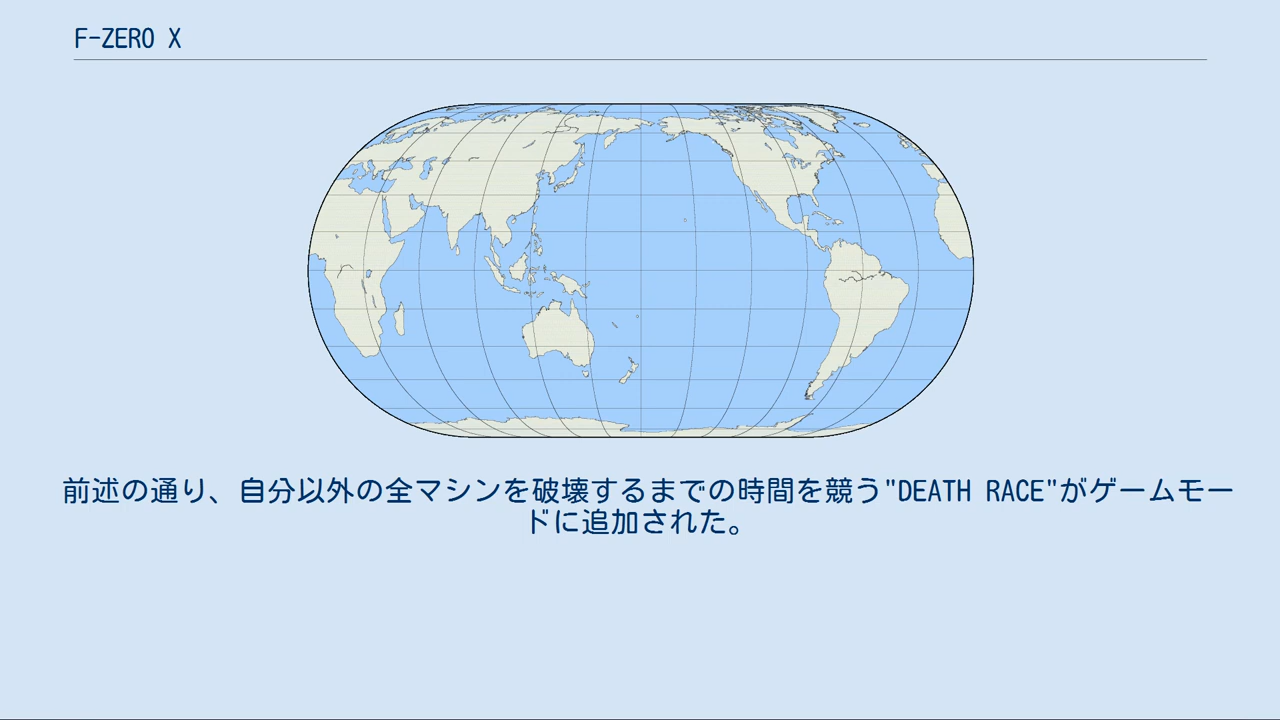 F-ZERO X
前述の通り、自分以外の全マシンを破壊するまでの時間を競う"DEATH RACE"がゲームモー
ドに追加された。